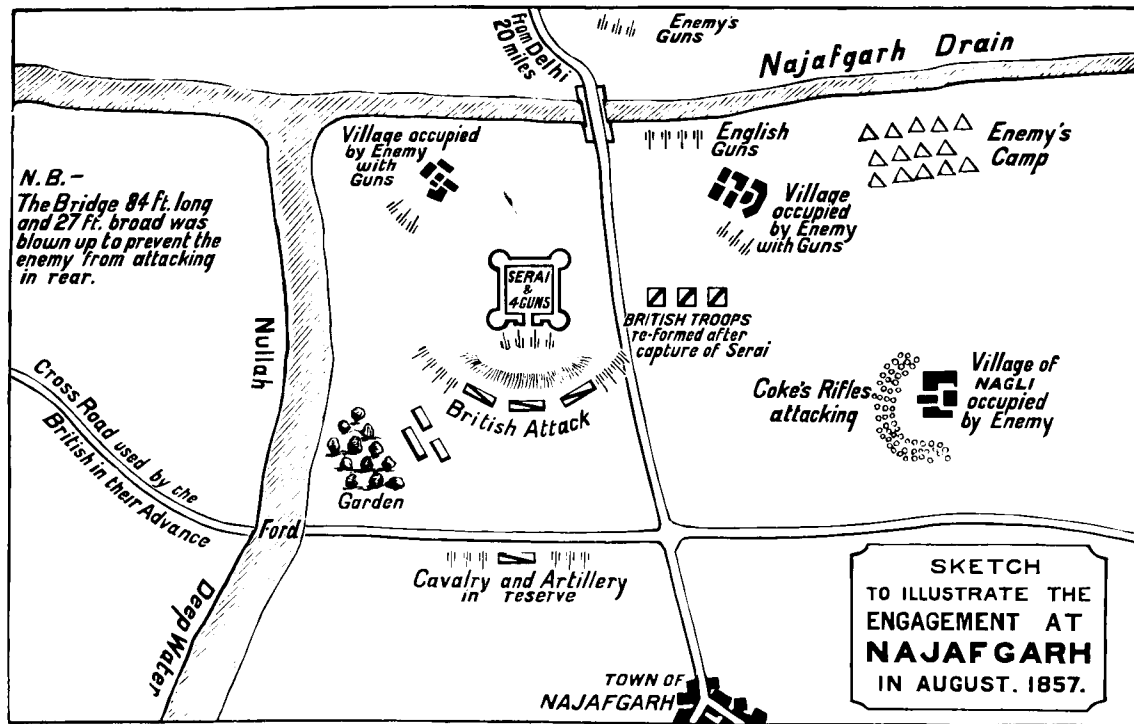 From Delhi
20 miles
Enemy's
Guns
Najafgarh Drain
Village occupied
by Enemy
with
Guns
English
Guns
Enemy's
Camp
N.B.-
The Bridge 84 ft. long
and 27 ft. broad was
blown up to prevent the
enemy from attacking
in rear.
Village
occupied
by Enemy
with Guns
SERAI
&
4 GUNS
BRITISH TROOPS
re-formed after
capture of Serai
Nullah
British Attack
Coke's Rifles
attacking
Village of
NAGLI
occupied
by Enemy
Cross Road used by the
British in their Advance
Garden
Ford
Deep Water
Cavalry and Artillery
in reserve
TOWN OF
NAJAFGARH
SKETCH
TO ILLUSTRATE THE
ENGAGEMENT AT
NAJAFGARH
IN AUGUST. 1857.